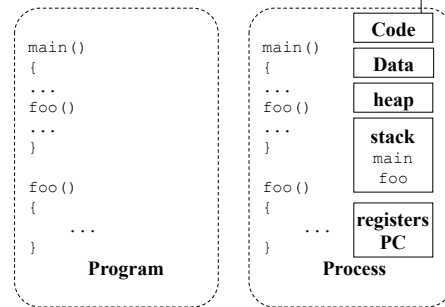 main()
{
...
foo()
...
}
foo()
{
...
}
Program
main()
{
...
foo()
...
}
foo()
{
...
}
Code
Data
heap
stack
main
foo
registers
PC
Process